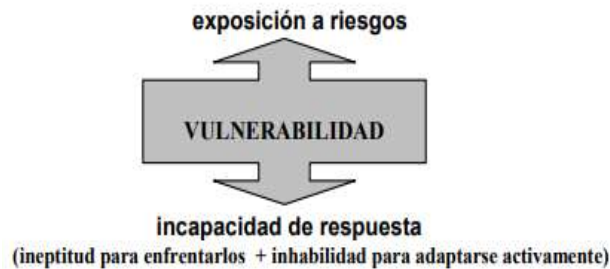 exposición a riesgos
VULNERABILIDAD
incapacidad de respuesta
(ineptitud para enfrentarlos + inhabilidad para adaptarse activamente)